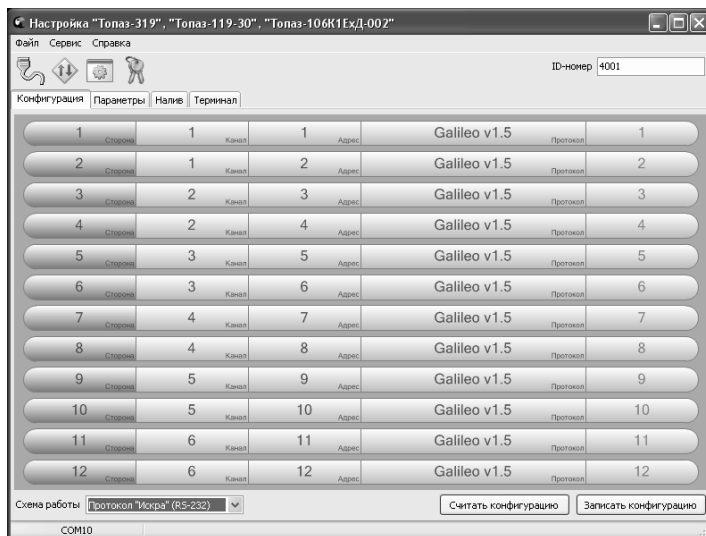 Настройка "Топаз-319", "Топаз-119-30", "Топаз-106К1ЕхД-002"
Файл Сервис Справка
ID-номер 4001
Конфигурация Параметры Налив Терминал
1 Сторона 1 Канал 1 Адрес Galileo v1.5 Протокол 1
2 Сторона 1 Канал 2 Адрес Galileo v1.5 Протокол 2
3 Сторона 2 Канал 3 Адрес Galileo v1.5 Протокол 3
4 Сторона 2 Канал 4 Адрес Galileo v1.5 Протокол 4
5 Сторона 3 Канал 5 Адрес Galileo v1.5 Протокол 5
6 Сторона 3 Канал 6 Адрес Galileo v1.5 Протокол 6
7 Сторона 4 Канал 7 Адрес Galileo v1.5 Протокол 7
8 Сторона 4 Канал 8 Адрес Galileo v1.5 Протокол 8
9 Сторона 5 Канал 9 Адрес Galileo v1.5 Протокол 9
10 Сторона 5 Канал 10 Адрес Galileo v1.5 Протокол 10
11 Сторона 6 Канал 11 Адрес Galileo v1.5 Протокол 11
12 Сторона 6 Канал 12 Адрес Galileo v1.5 Протокол 12
Схема работы Протокол "Искра" (RS-232) Считать конфигурацию Записать конфигурацию
COM10